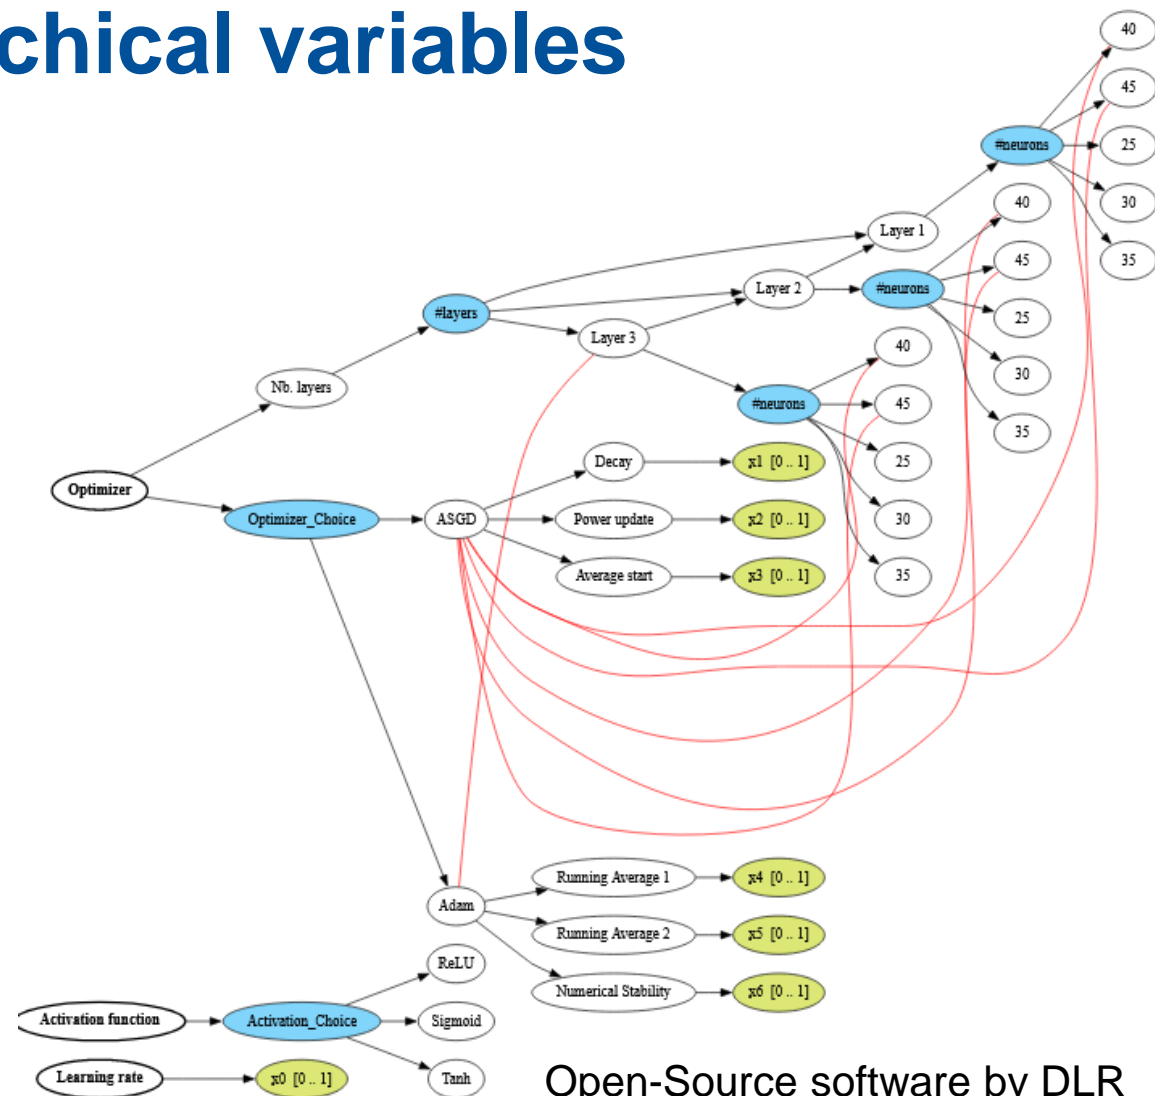 chical variables
40
45
#neurons
25
40
30
Layer 1
35
45
Layer 2
#neurons
#layers
25
Layer 3
40
30
Nb. layers
#neurons
45
35
Decay
x1 [0 .. 1]
25
Optimizer
Optimizer_Choice
ASGD
Power update
x2 [0 .. 1]
30
Average start
x3 [0 .. 1]
35
Running Average 1
x4 [0 .. 1]
Adam
Running Average 2
x5 [0 .. 1]
ReLU
Numerical Stability
x6 [0 .. 1]
Activation function
Activation_Choice
Sigmoid
Learning rate
x0 [0 .. 1]
Tanh
Open-Source software by DLR